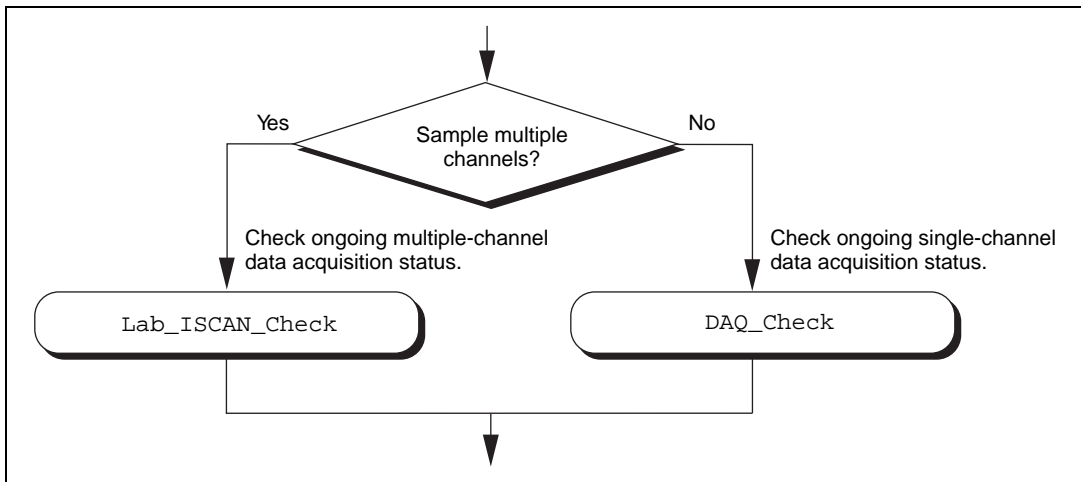 Sample multiple
channels?
Yes
No
Check ongoing multiple-channel
data acquisition status.
Check ongoing single-channel
data acquisition status.
Lab_ISCAN_Check
DAQ_Check